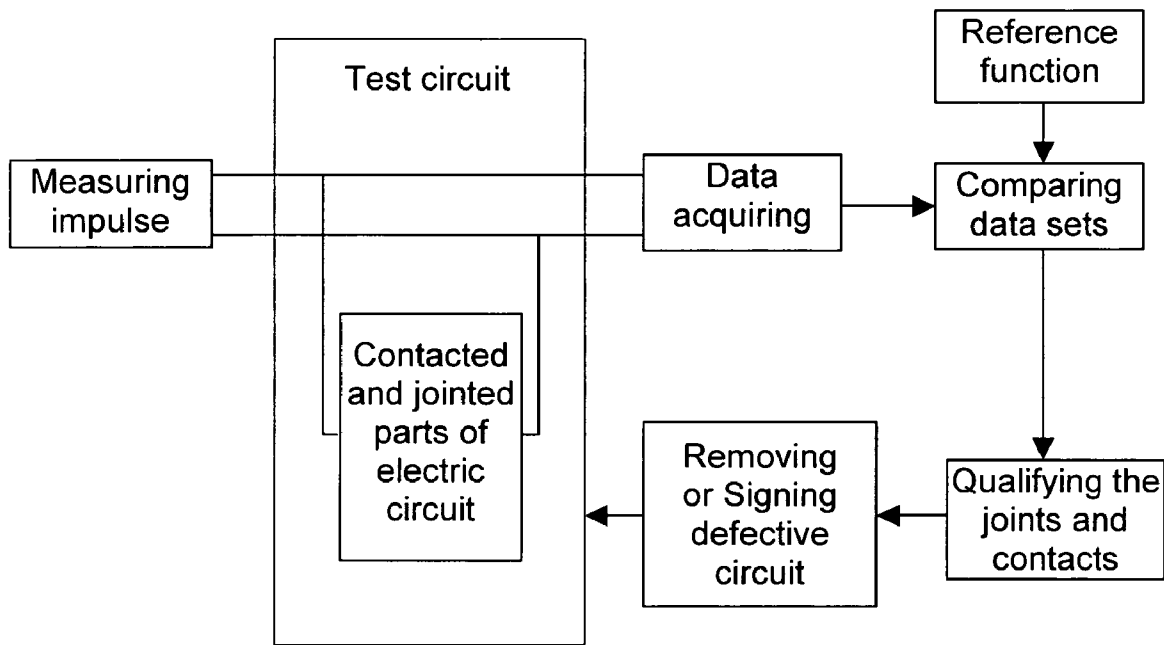 Reference
function
Test circuit
Measuring
impulse
Data
acquiring
Comparing
data sets
Contacted
and jointed
parts of
electric
circuit
Removing
or Signing
defective
circuit
Qualifying the
joints and
contacts